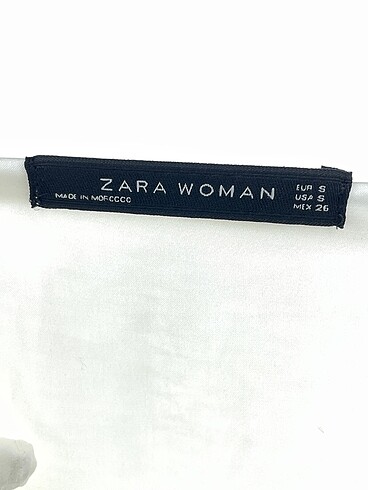 ZARA WOMAN
MADE IN MOROCCO
EUR S
USA S
MEX 26